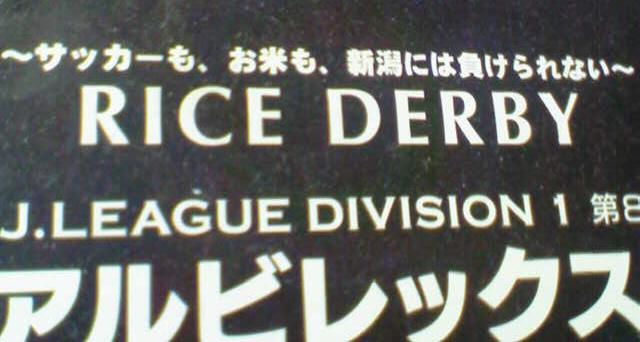 〜サッカーも、お米も、新潟には負けられない〜
RICE DERBY
J.LEAGUE DIVISION 1 第8
アルビレックス